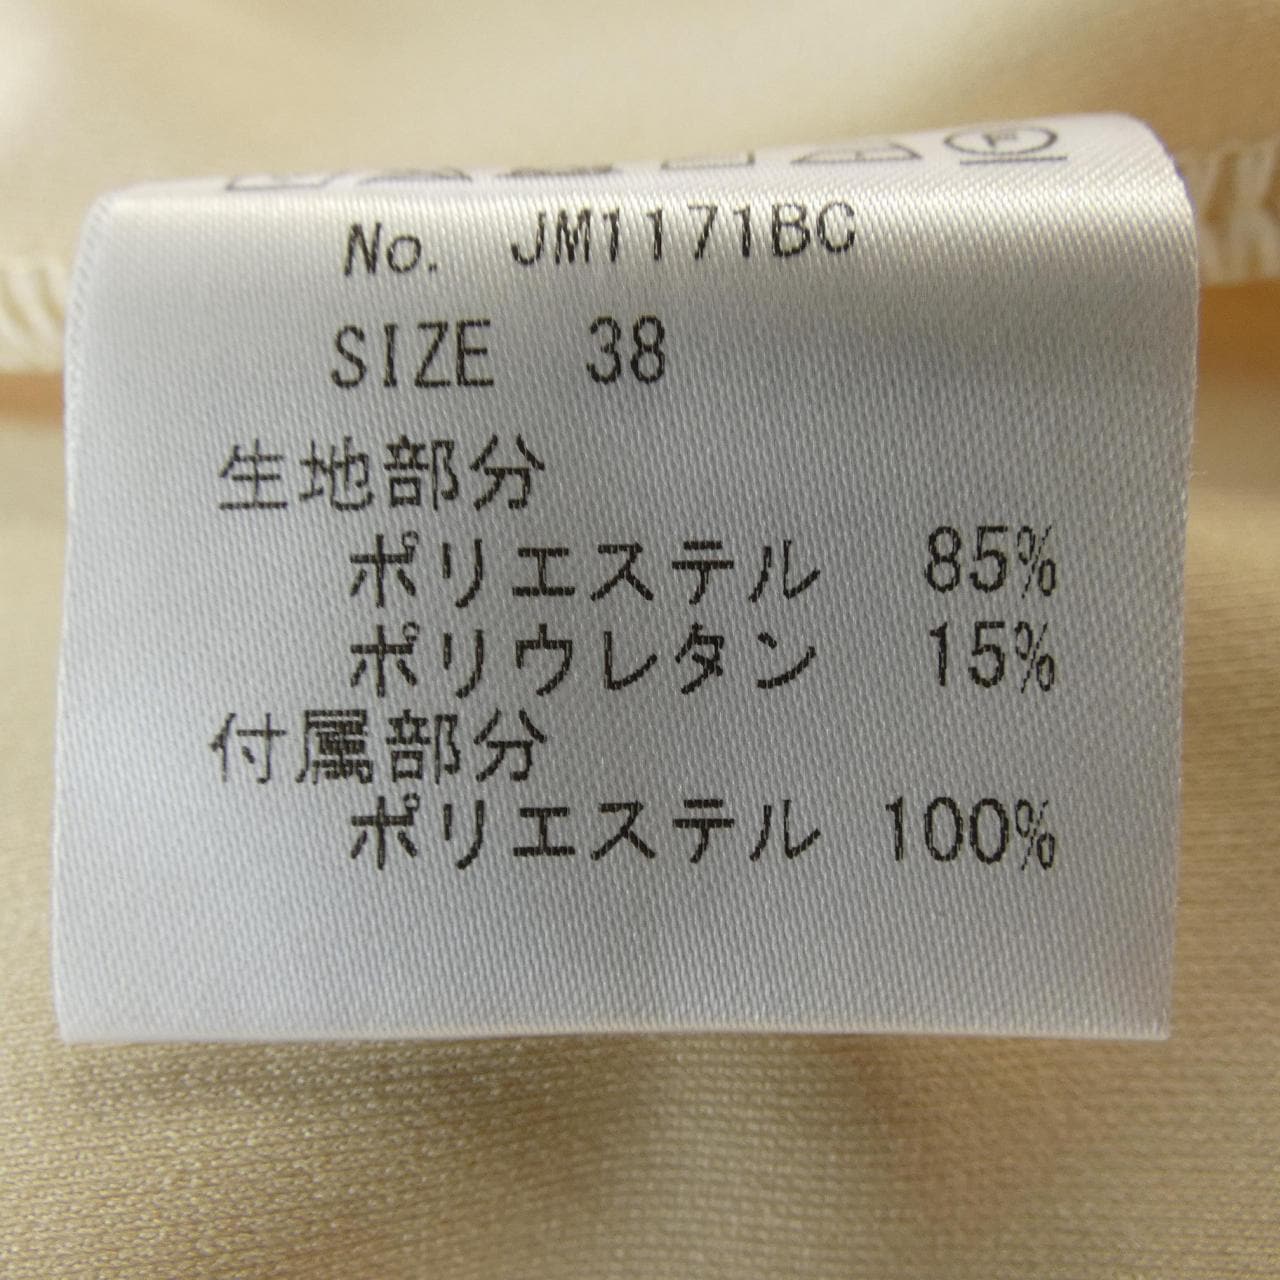 No. JM1171BC
SIZE 38
生地部分
ポリエステル 85%
ポリウレタン 15%
付属部分
ポリエステル 100%